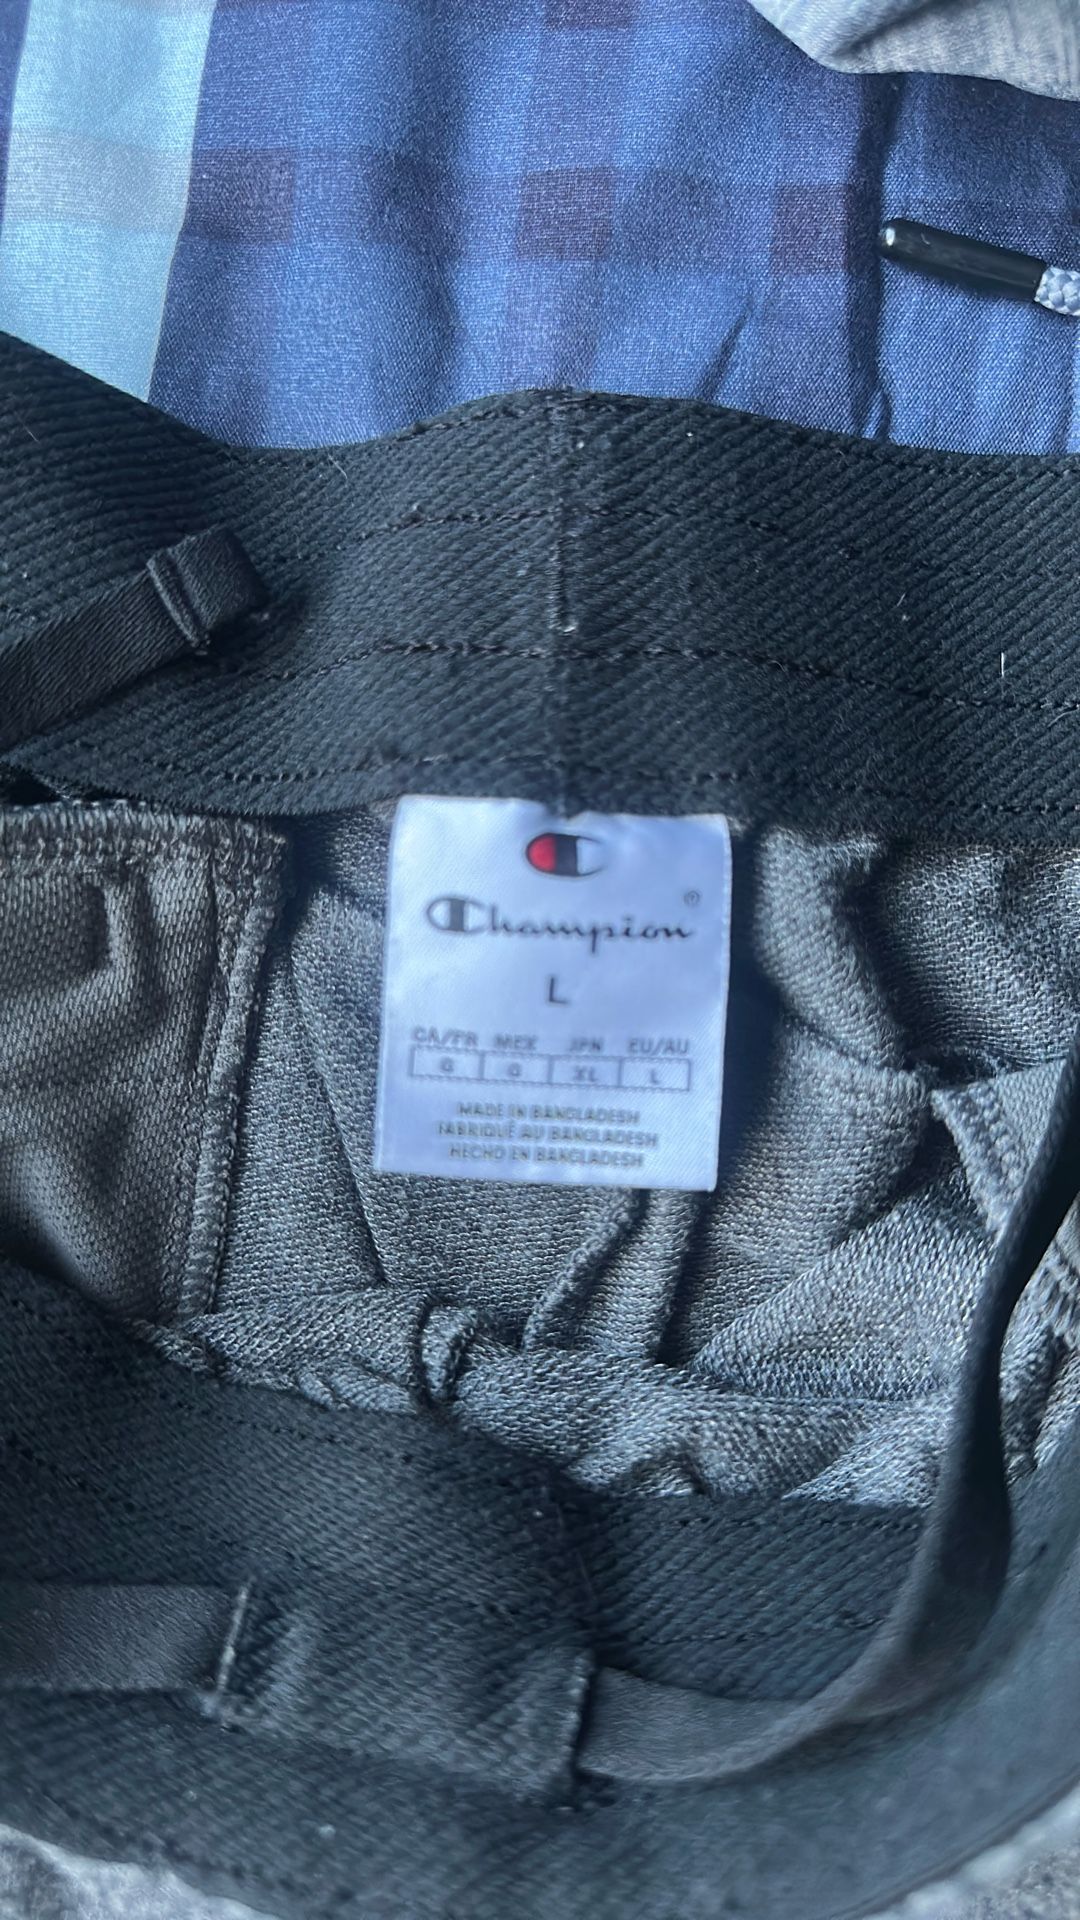 Champion®
L
CA/FR MEX JPN EU/AU
G G XL L
MADE IN BANGLADESH
FABRIQUÉ AU BANGLADESH
HECHO EN BANGLADESH